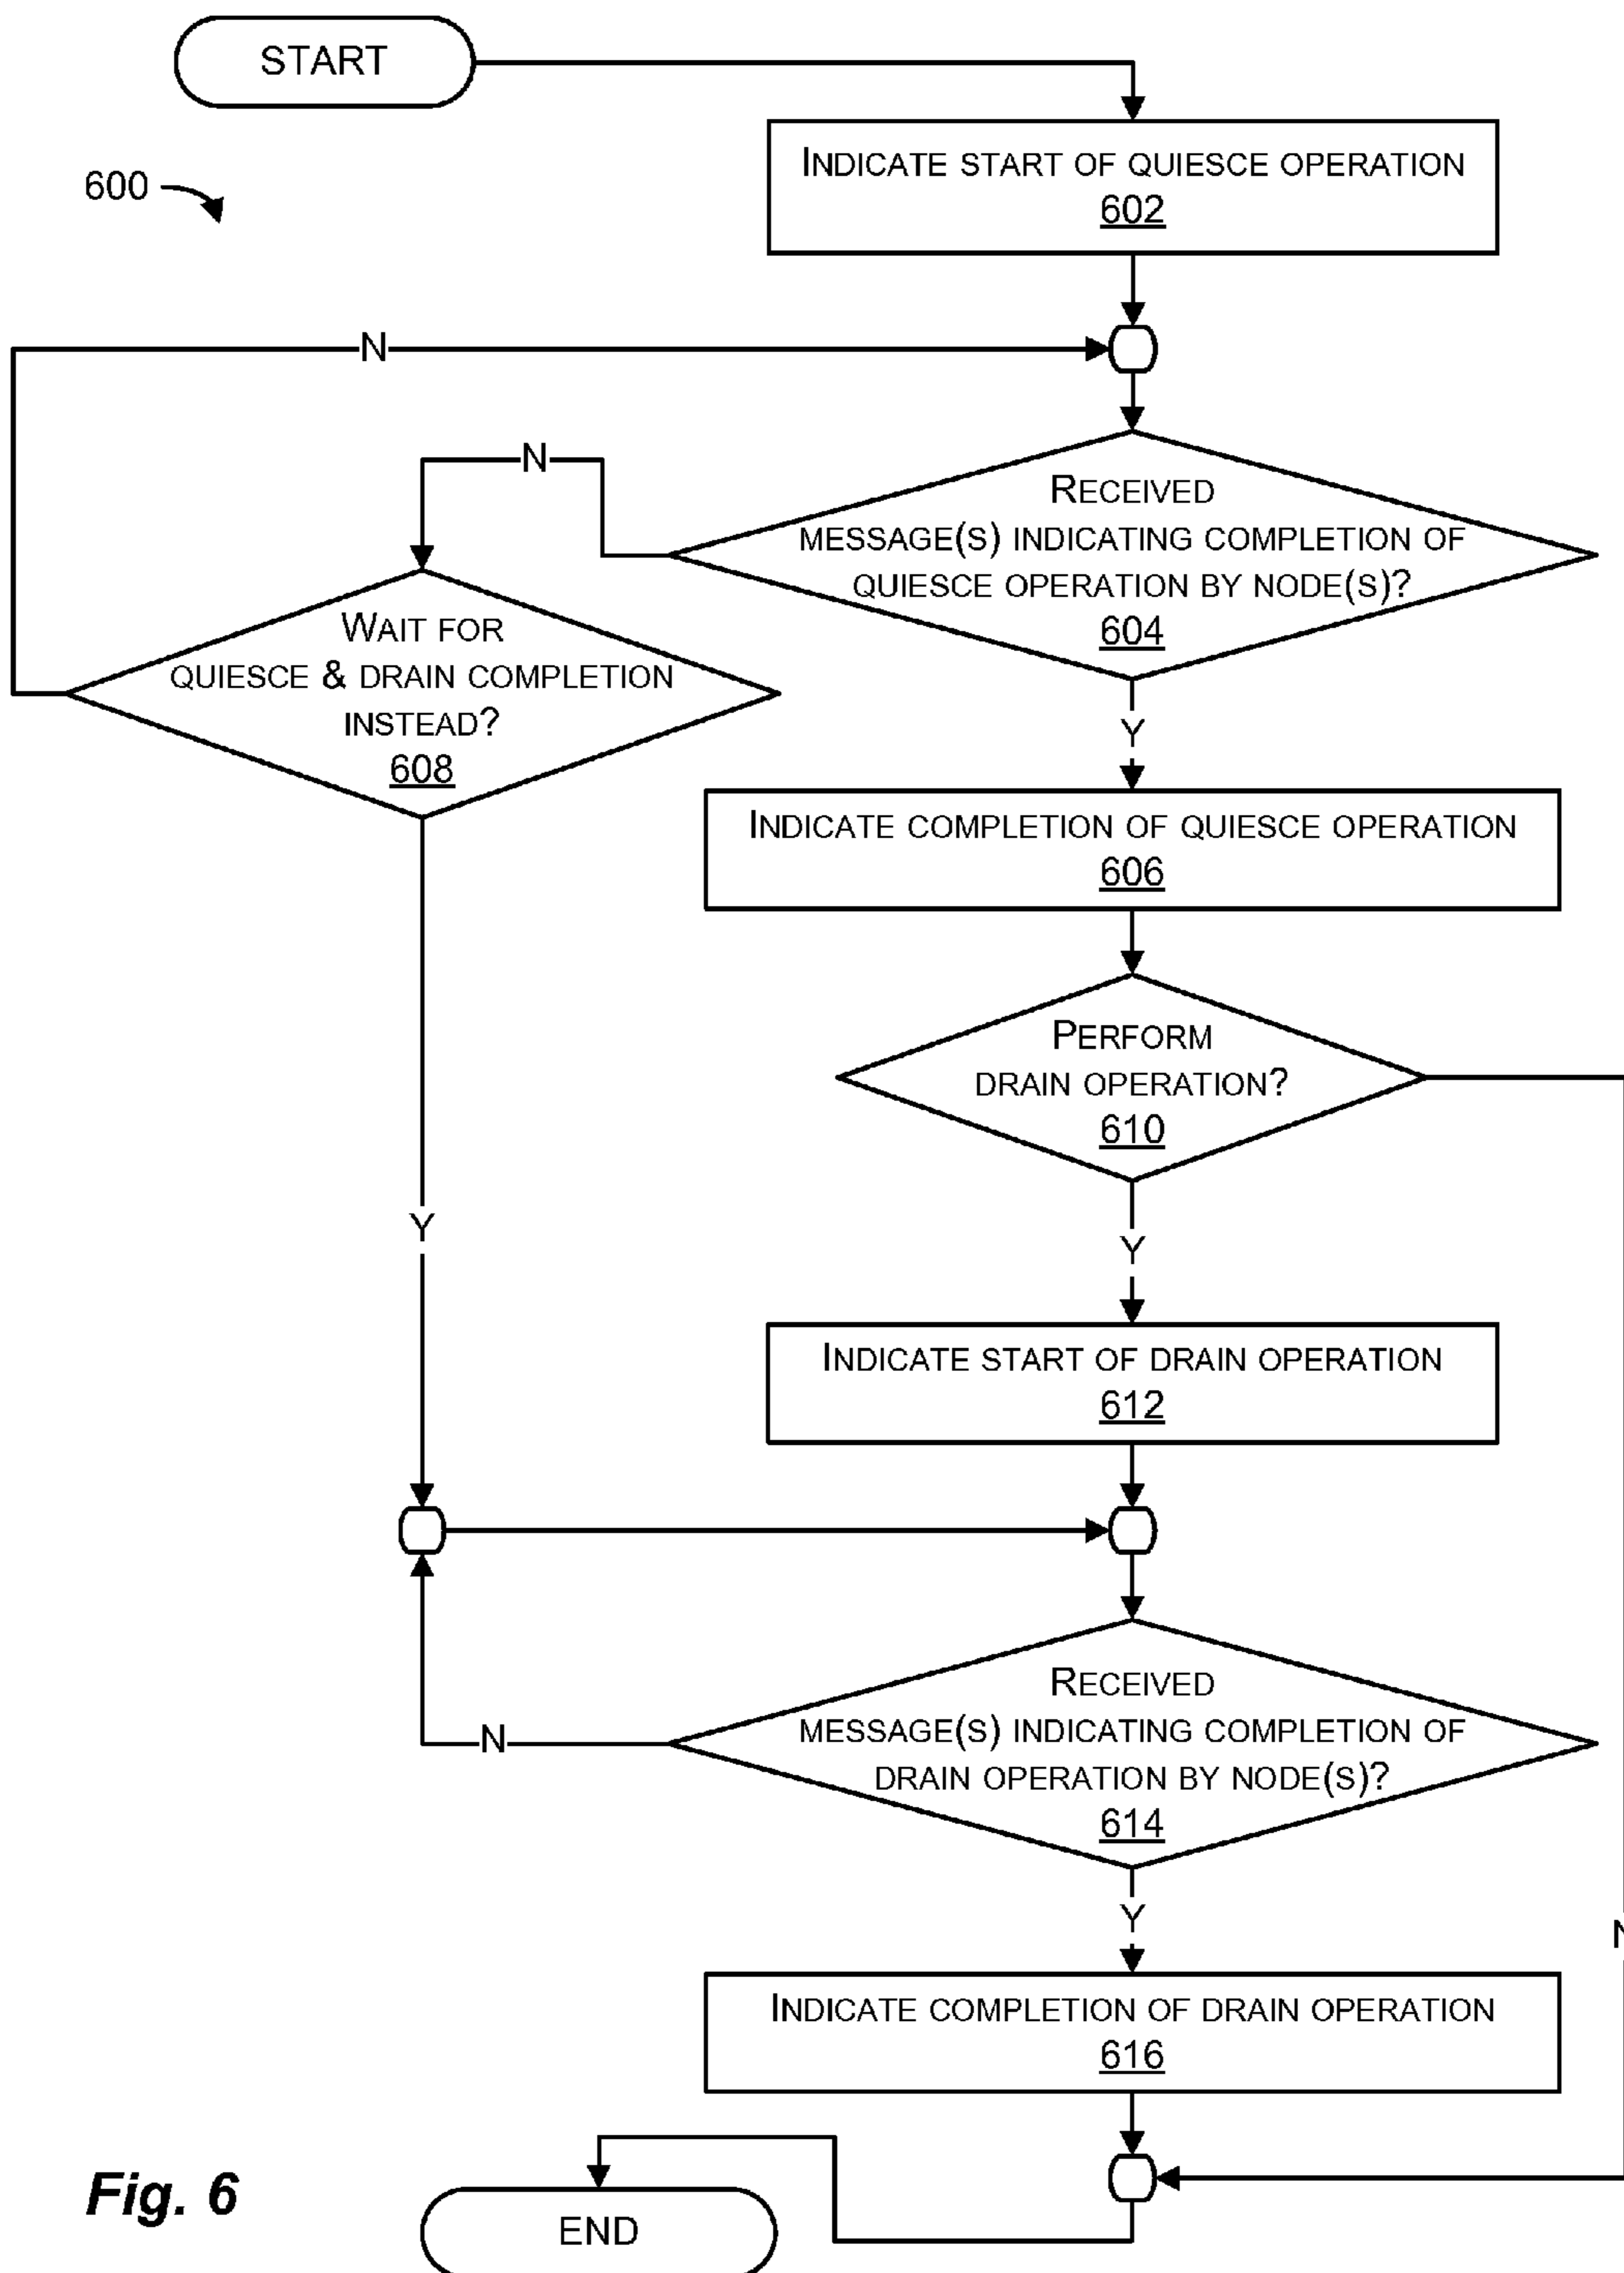 START
600
INDICATE START OF QUIESCE OPERATION
602
N
N
RECEIVED
MESSAGE(S) INDICATING COMPLETION OF
QUIESCE OPERATION BY NODE(S)?
604
WAIT FOR
QUIESCE & DRAIN COMPLETION
INSTEAD?
608
Y
INDICATE COMPLETION OF QUIESCE OPERATION
606
PERFORM
DRAIN OPERATION?
610
Y
Y
INDICATE START OF DRAIN OPERATION
612
RECEIVED
MESSAGE(S) INDICATING COMPLETION OF
DRAIN OPERATION BY NODE(S)?
614
N
Y
N
INDICATE COMPLETION OF DRAIN OPERATION
616
Fig. 6
END